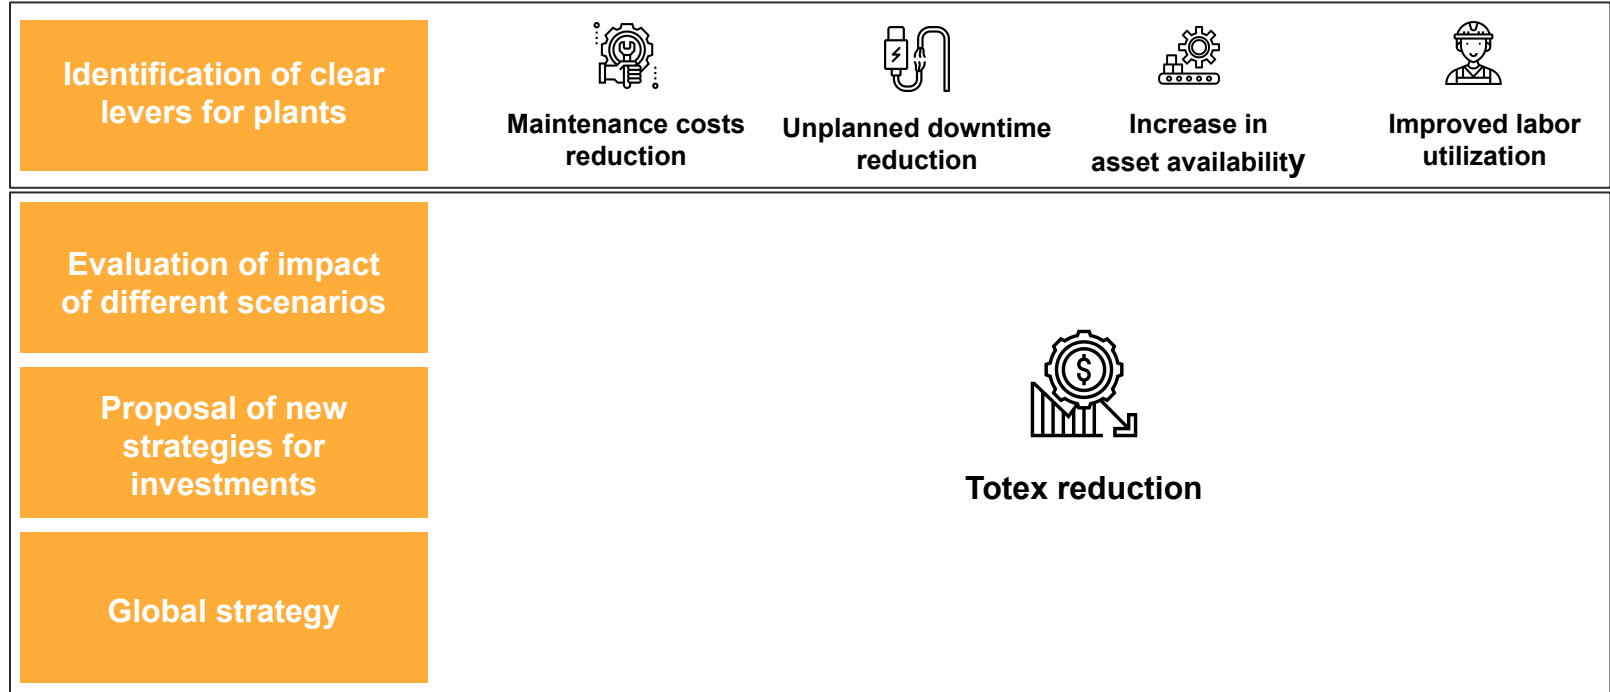 Identification of clear
levers for plants
Maintenance costs
reduction
Unplanned downtime
reduction
Increase in
asset availability
Improved labor
utilization
Evaluation of impact
of different scenarios
Proposal of new
strategies for
investments
Global strategy
$
Totex reduction